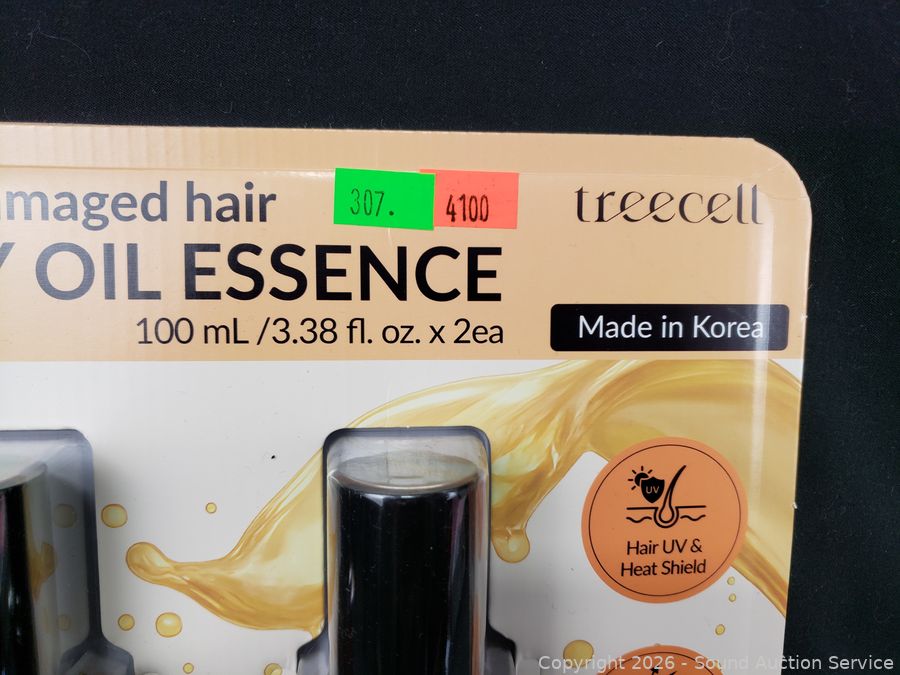 amaged hair
307.
4100
treecell
Y OIL ESSENCE
100 mL /3.38 fl. oz. x 2ea
Made in Korea
UV
Hair UV &
Heat Shield
Copyright © 2026 - Sound Auction Service